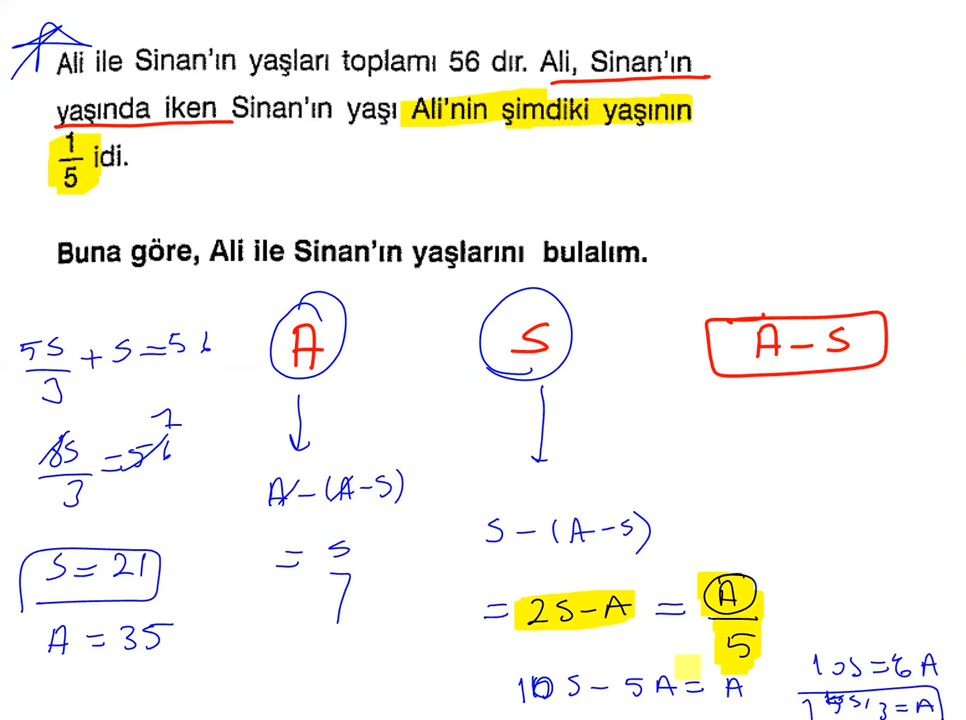 Ali ile Sinan'ın yaşları toplamı 56 dır. Ali, Sinan'ın
yaşında iken Sinan'ın yaşı Ali'nin şimdiki yaşının
1/5 idi.
Buna göre, Ali ile Sinan'ın yaşlarını bulalım.
A
S
A - S
5S/3 + S = 56
8S/3 = 56 7
S = 21
A = 35
A - (A - S)
= S
S - (A - S)
= 2S - A = A/5
10S - 5A = A
10S = 6A
5S/3 = A